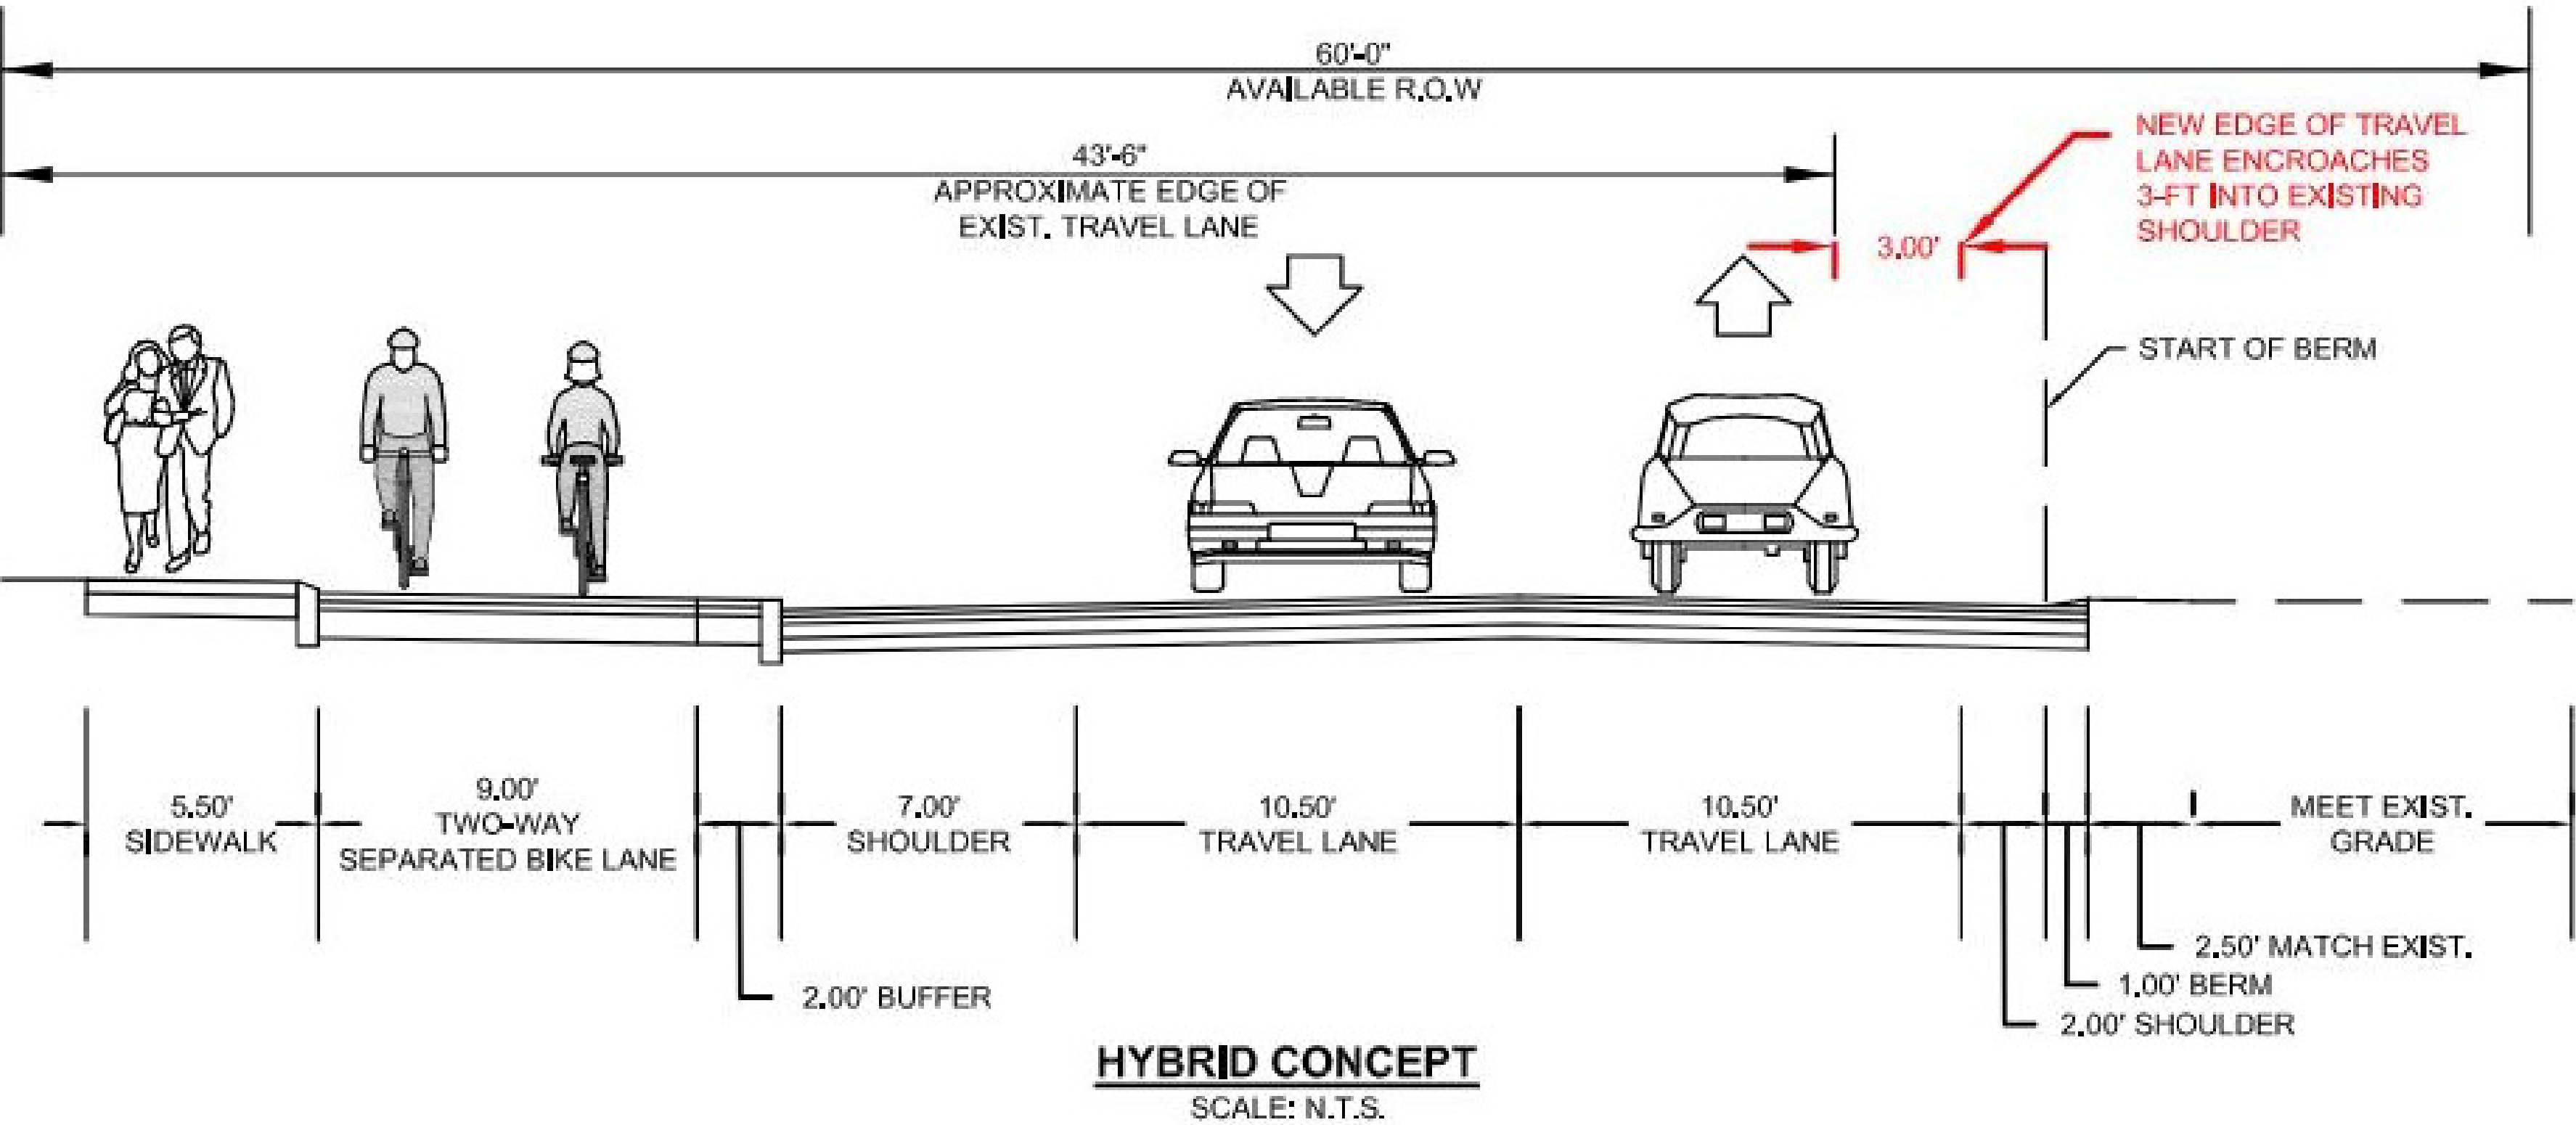 60'-0"
AVAILABLE R.O.W
43'-6"
APPROXIMATE EDGE OF
EXIST. TRAVEL LANE
NEW EDGE OF TRAVEL
LANE ENCROACHES
3-FT INTO EXISTING
SHOULDER
3.00'
START OF BERM
5.50'
SIDEWALK
9.00'
TWO-WAY
SEPARATED BIKE LANE
7.00'
SHOULDER
10.50'
TRAVEL LANE
10.50'
TRAVEL LANE
MEET EXIST.
GRADE
2.00' BUFFER
2.50' MATCH EXIST.
1.00' BERM
2.00' SHOULDER
HYBRID CONCEPT
SCALE: N.T.S.